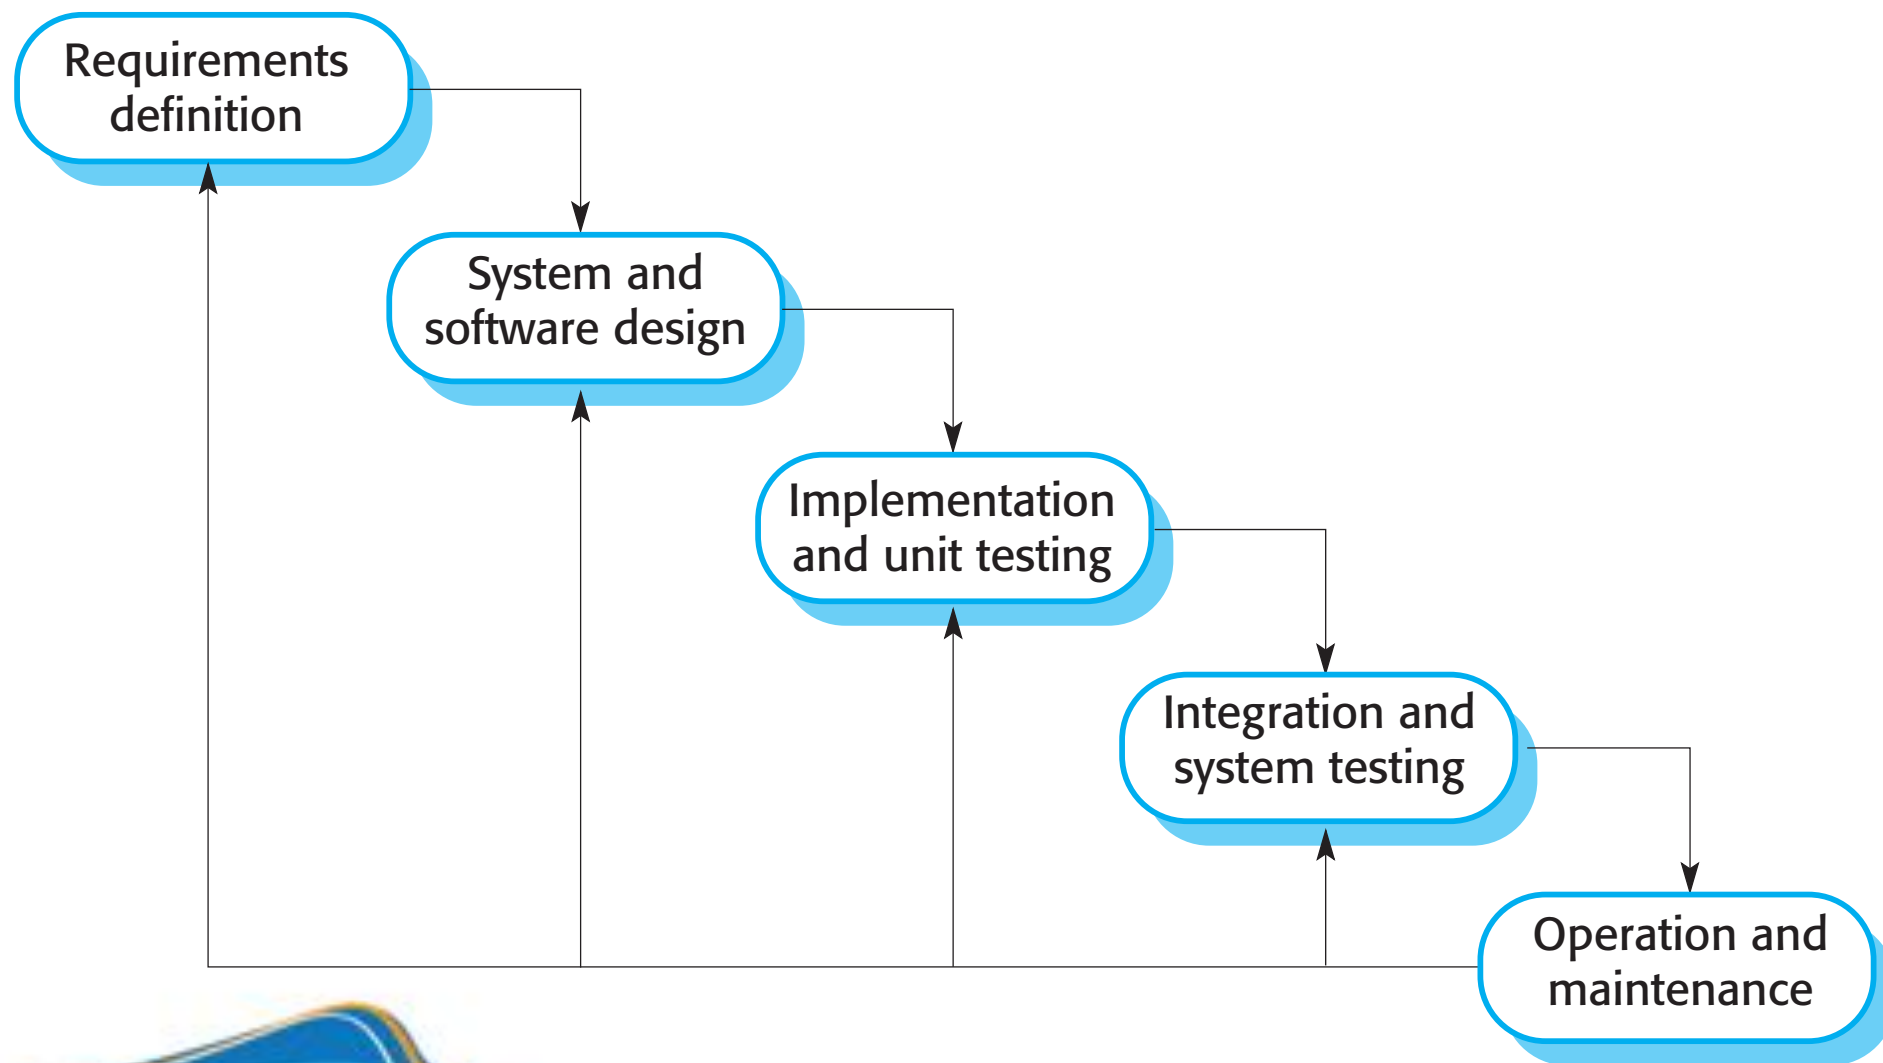 Requirements
definition
System and
software design
Implementation
and unit testing
Integration and
system testing
Operation and
maintenance